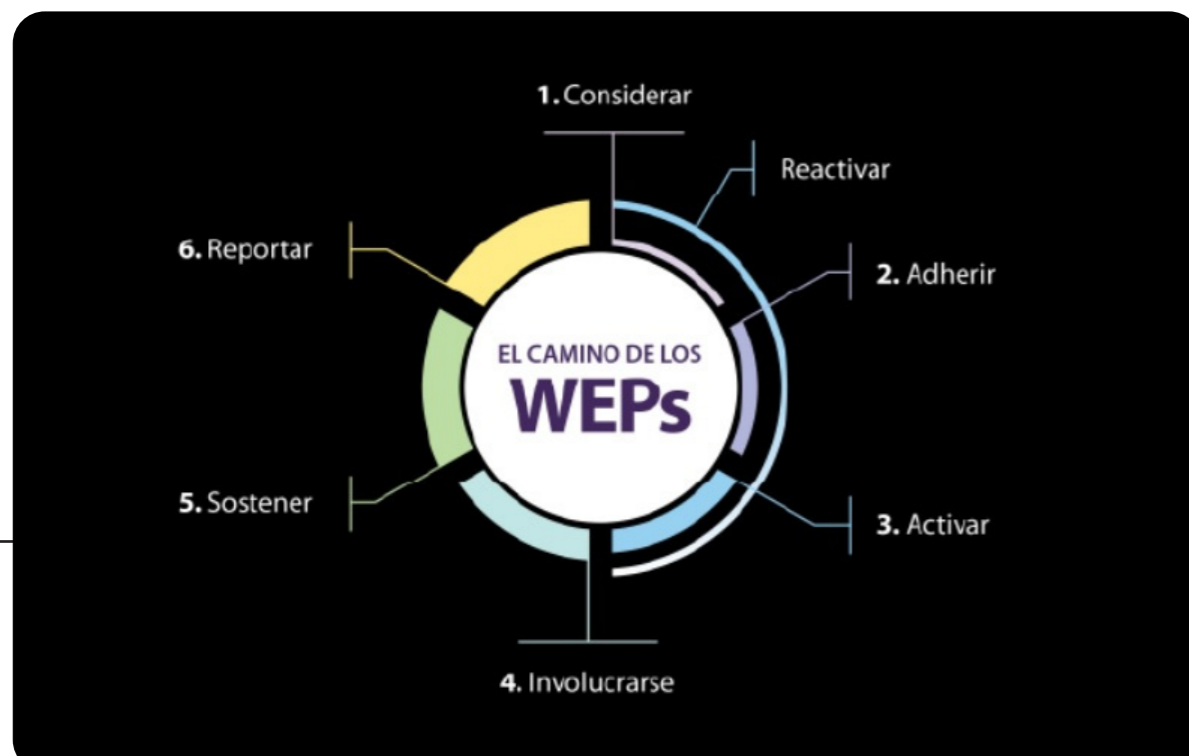 1. Considerar
Reactivar
2. Adherir
3. Activar
4. Involucrarse
5. Sostener
6. Reportar
EL CAMINO DE LOS
WEPs